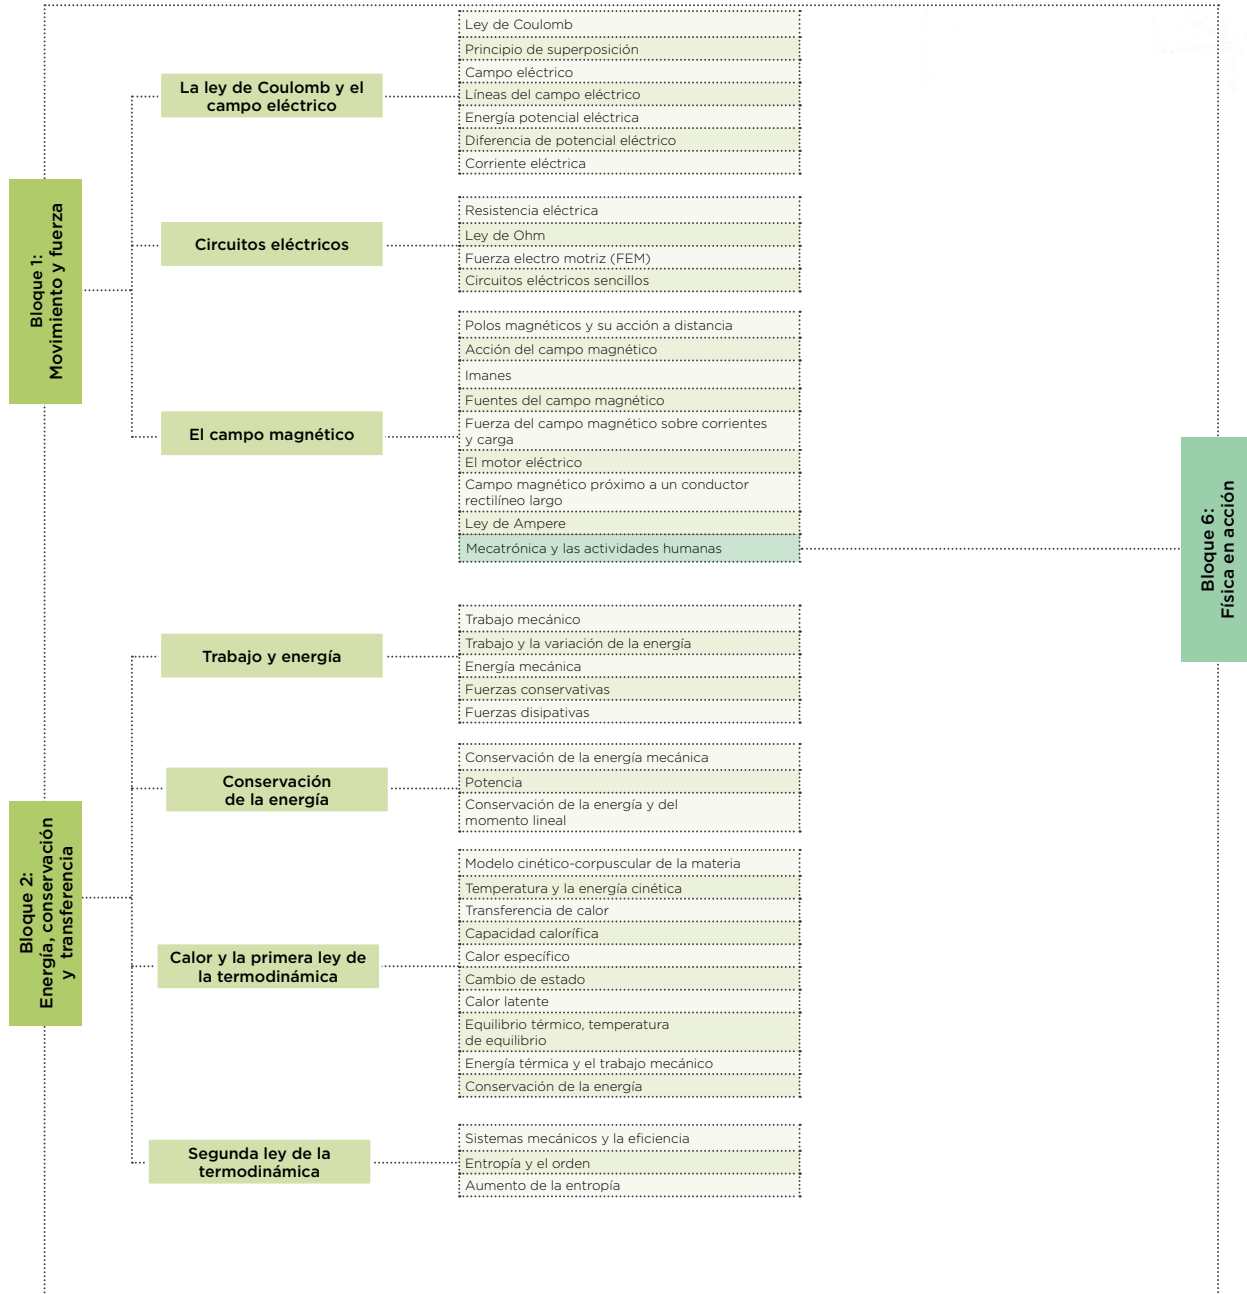 Bloque 1:
Movimiento y fuerza
La ley de Coulomb y el
campo eléctrico
Ley de Coulomb
Principio de superposición
Campo eléctrico
Líneas del campo eléctrico
Energía potencial eléctrica
Diferencia de potencial eléctrico
Corriente eléctrica
Circuitos eléctricos
Resistencia eléctrica
Ley de Ohm
Fuerza electro motriz (FEM)
Circuitos eléctricos sencillos
El campo magnético
Polos magnéticos y su acción a distancia
Acción del campo magnético
Imanes
Fuentes del campo magnético
Fuerza del campo magnético sobre corrientes
y carga
El motor eléctrico
Campo magnético próximo a un conductor
rectilíneo largo
Ley de Ampere
Mecatrónica y las actividades humanas
Bloque 6:
Física en acción
Bloque 2:
Energía, conservación
y transferencia
Trabajo y energía
Trabajo mecánico
Trabajo y la variación de la energía
Energía mecánica
Fuerzas conservativas
Fuerzas disipativas
Conservación
de la energía
Conservación de la energía mecánica
Potencia
Conservación de la energía y del
momento lineal
Calor y la primera ley de
la termodinámica
Modelo cinético-corpuscular de la materia
Temperatura y la energía cinética
Transferencia de calor
Capacidad calorífica
Calor específico
Cambio de estado
Calor latente
Equilibrio térmico, temperatura
de equilibrio
Energía térmica y el trabajo mecánico
Conservación de la energía
Segunda ley de la
termodinámica
Sistemas mecánicos y la eficiencia
Entropía y el orden
Aumento de la entropía